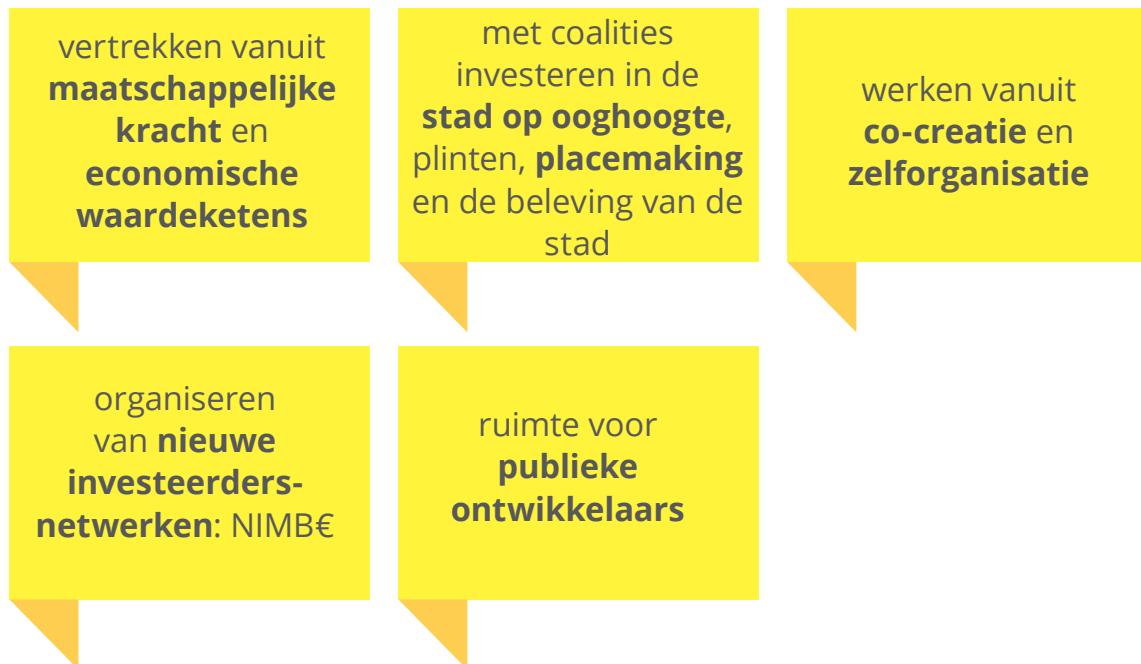 vertrekken vanuit
maatschappelijke
kracht en
economische
waardeketens
met coalities
investeren in de
stad op ooghoogte,
plinten, placemaking
en de beleving van de
stad
werken vanuit
co-creatie en
zelforganisatie
organiseren
van nieuwe
investeerders-
netwerken: NIMB€
ruimte voor
publieke
ontwikkelaars